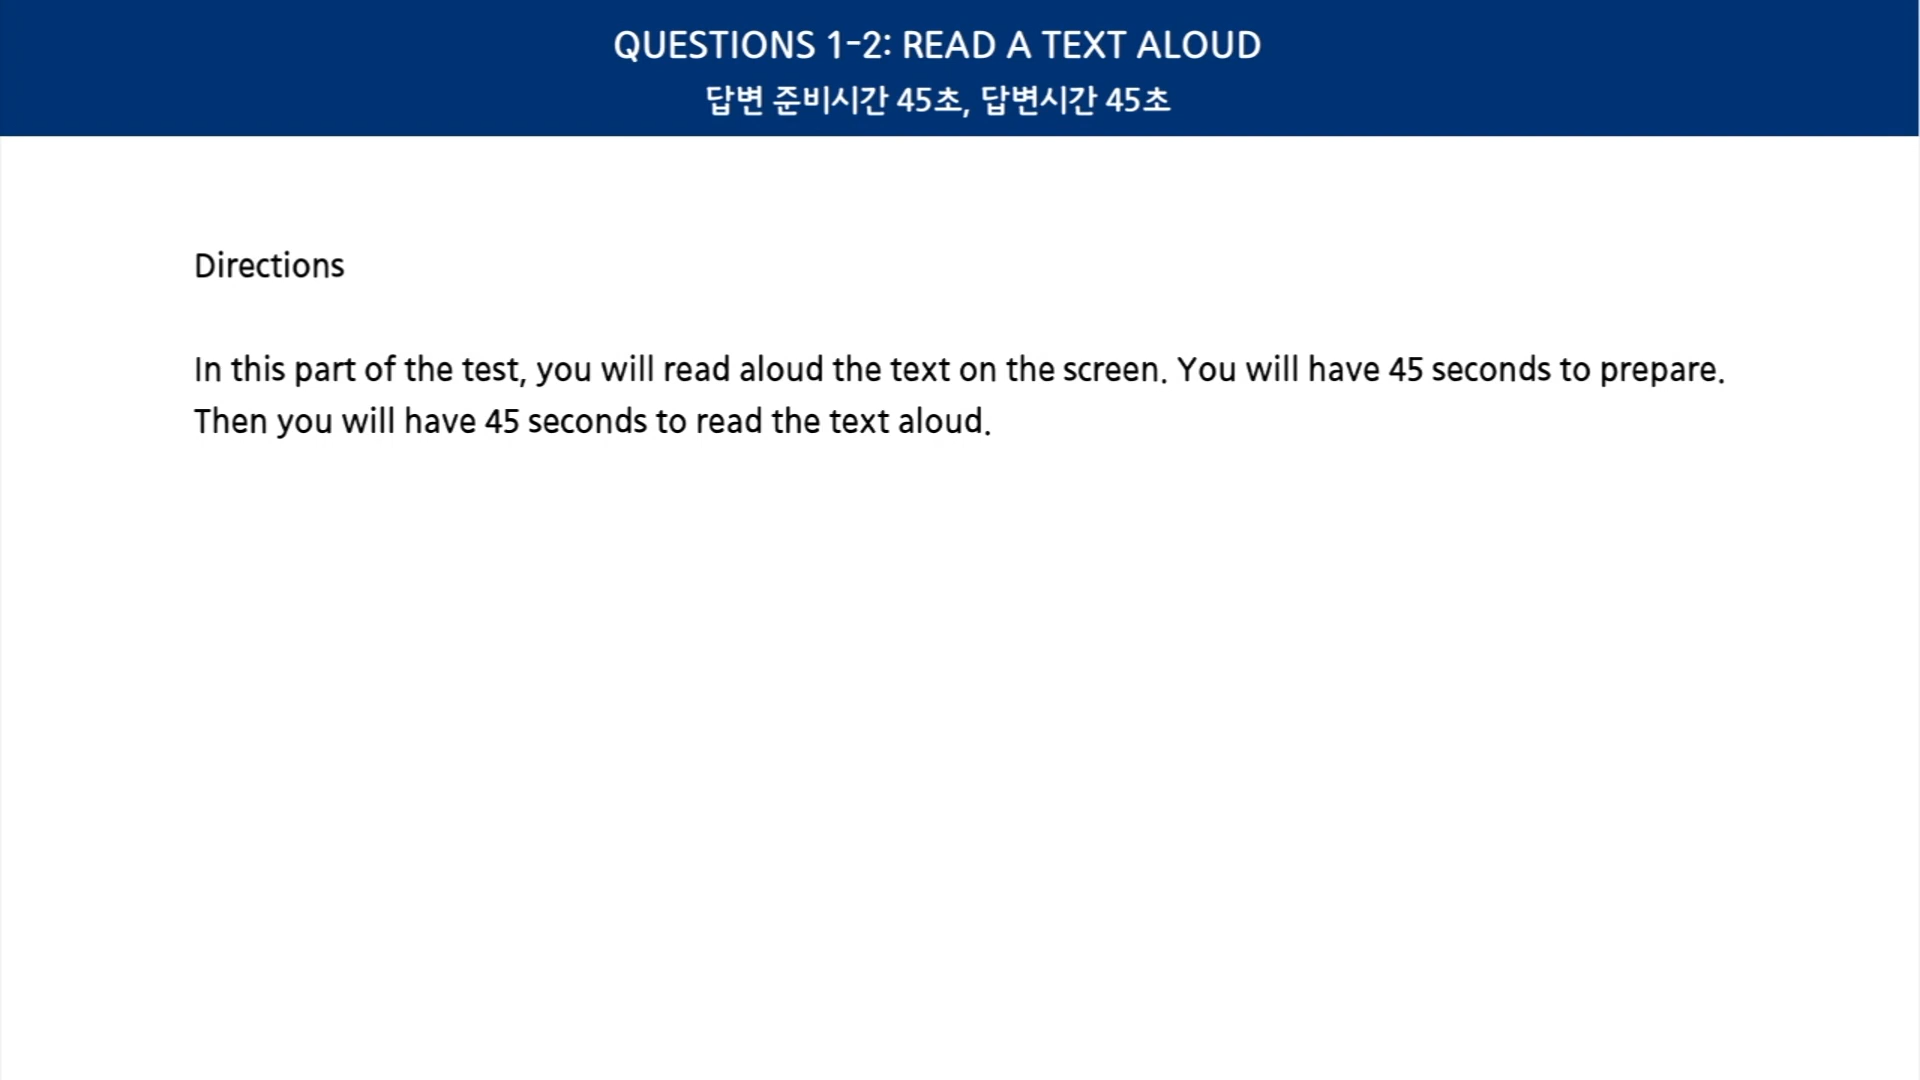 QUESTIONS 1-2: READ A TEXT ALOUD
답변 준비시간 45초, 답변시간 45초
Directions
In this part of the test, you will read aloud the text on the screen. You will have 45 seconds to prepare.
Then you will have 45 seconds to read the text aloud.